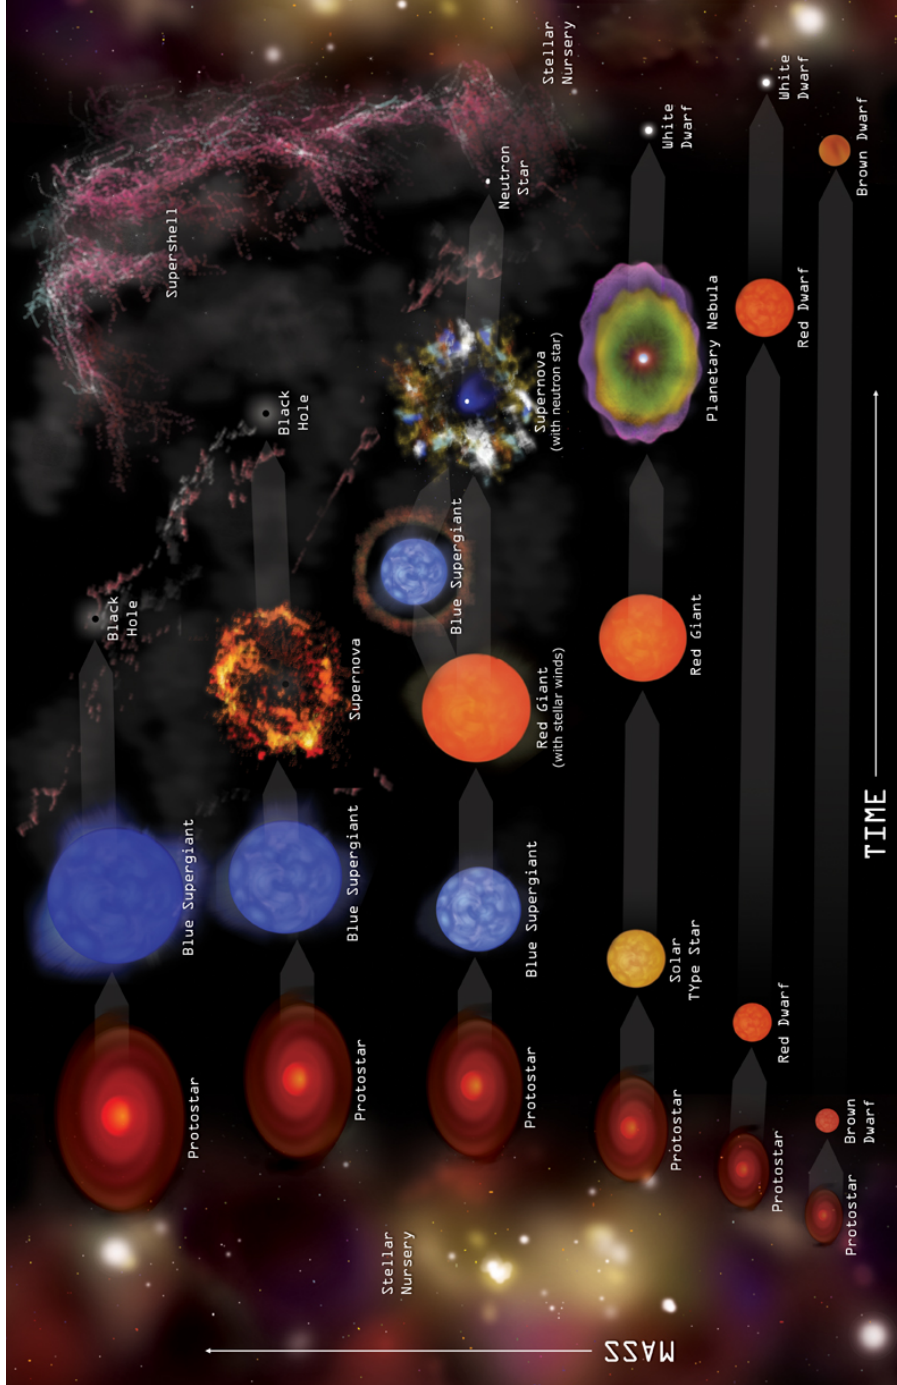 Protostar
Blue Supergiant
Black
Hole
Supershell
Protostar
Blue Supergiant
Supernova
Black
Hole
Stellar
Nursery
Protostar
Blue Supergiant
Red Giant
(with stellar winds)
Blue Supergiant
Supernova
(with neutron star)
Neutron
Star
Stellar
Nursery
Protostar
Solar
TYpe Star
Red Giant
Planetary Nebula
White
Dwarf
Protostar
Red Dwarf
Red Dwarf
White
Dwarf
Protostar
Brown
Dwarf
Brown Dwarf
MASS
TIME